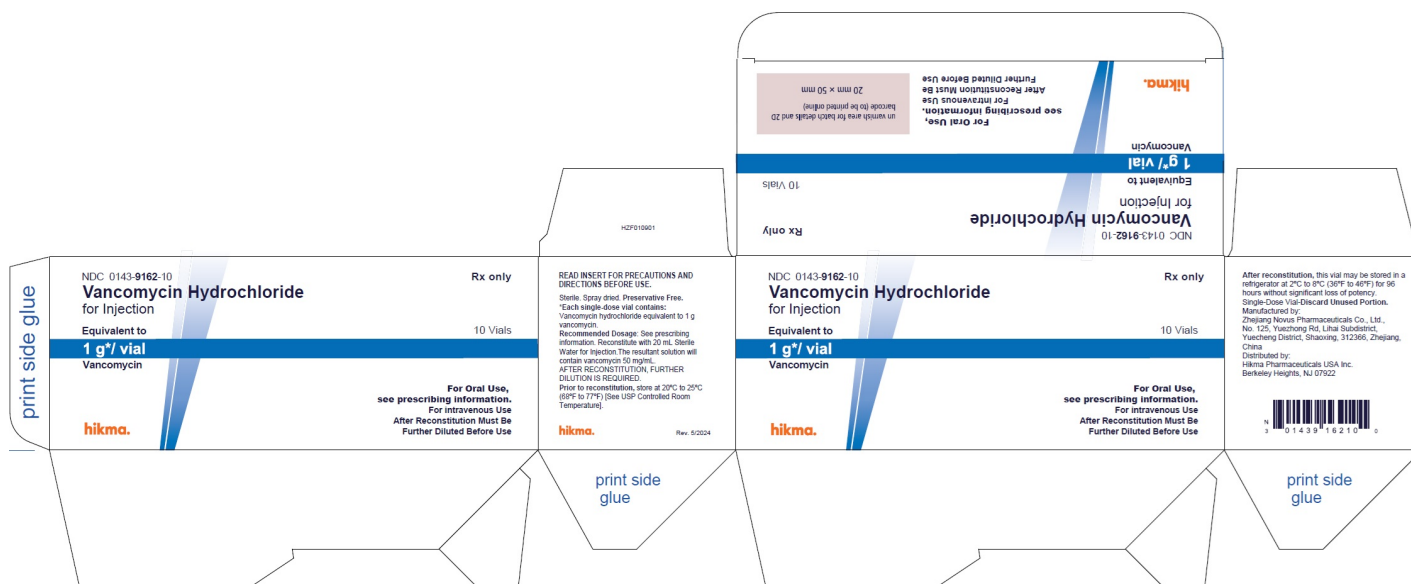 un varnish area for batch details and 2D
barcode (to be printed online)
20 mm × 50 mm
For Oral Use,
see prescribing information.
For intravenous Use
After Reconstitution Must Be
Further Diluted Before Use
hikma.
NDC 0143-9162-10
Rx only
Vancomycin Hydrochloride
for Injection
Equivalent to
10 Vials
1 g*/ vial
Vancomycin
HZF010901
print side glue
NDC 0143-9162-10
Rx only
Vancomycin Hydrochloride
for Injection
Equivalent to
10 Vials
1 g*/ vial
Vancomycin
For Oral Use,
see prescribing information.
For intravenous Use
After Reconstitution Must Be
Further Diluted Before Use
hikma.
READ INSERT FOR PRECAUTIONS AND
DIRECTIONS BEFORE USE.
Sterile. Spray dried. Preservative Free.
*Each single-dose vial contains:
Vancomycin hydrochloride equivalent to 1 g
vancomycin.
Recommended Dosage: See prescribing
information. Reconstitute with 20 mL Sterile
Water for Injection.The resultant solution will
contain vancomycin 50 mg/mL.
AFTER RECONSTITUTION, FURTHER
DILUTION IS REQUIRED.
Prior to reconstitution, store at 20°C to 25°C
(68°F to 77°F) [See USP Controlled Room
Temperature].
hikma.
Rev. 5/2024
print side
glue
NDC 0143-9162-10
Rx only
Vancomycin Hydrochloride
for Injection
Equivalent to
10 Vials
1 g*/ vial
Vancomycin
For Oral Use,
see prescribing information.
For intravenous Use
After Reconstitution Must Be
Further Diluted Before Use
hikma.
After reconstitution, this vial may be stored in a
refrigerator at 2°C to 8°C (36°F to 46°F) for 96
hours without significant loss of potency.
Single-Dose Vial-Discard Unused Portion.
Manufactured by:
Zhejiang Novus Pharmaceuticals Co., Ltd.,
No. 125, Yuezhong Rd, Lihai Subdistrict,
Yuecheng District, Shaoxing, 312366, Zhejiang,
China
Distributed by:
Hikma Pharmaceuticals USA Inc.
Berkeley Heights, NJ 07922
N
3 01439 16210 0
print side
glue